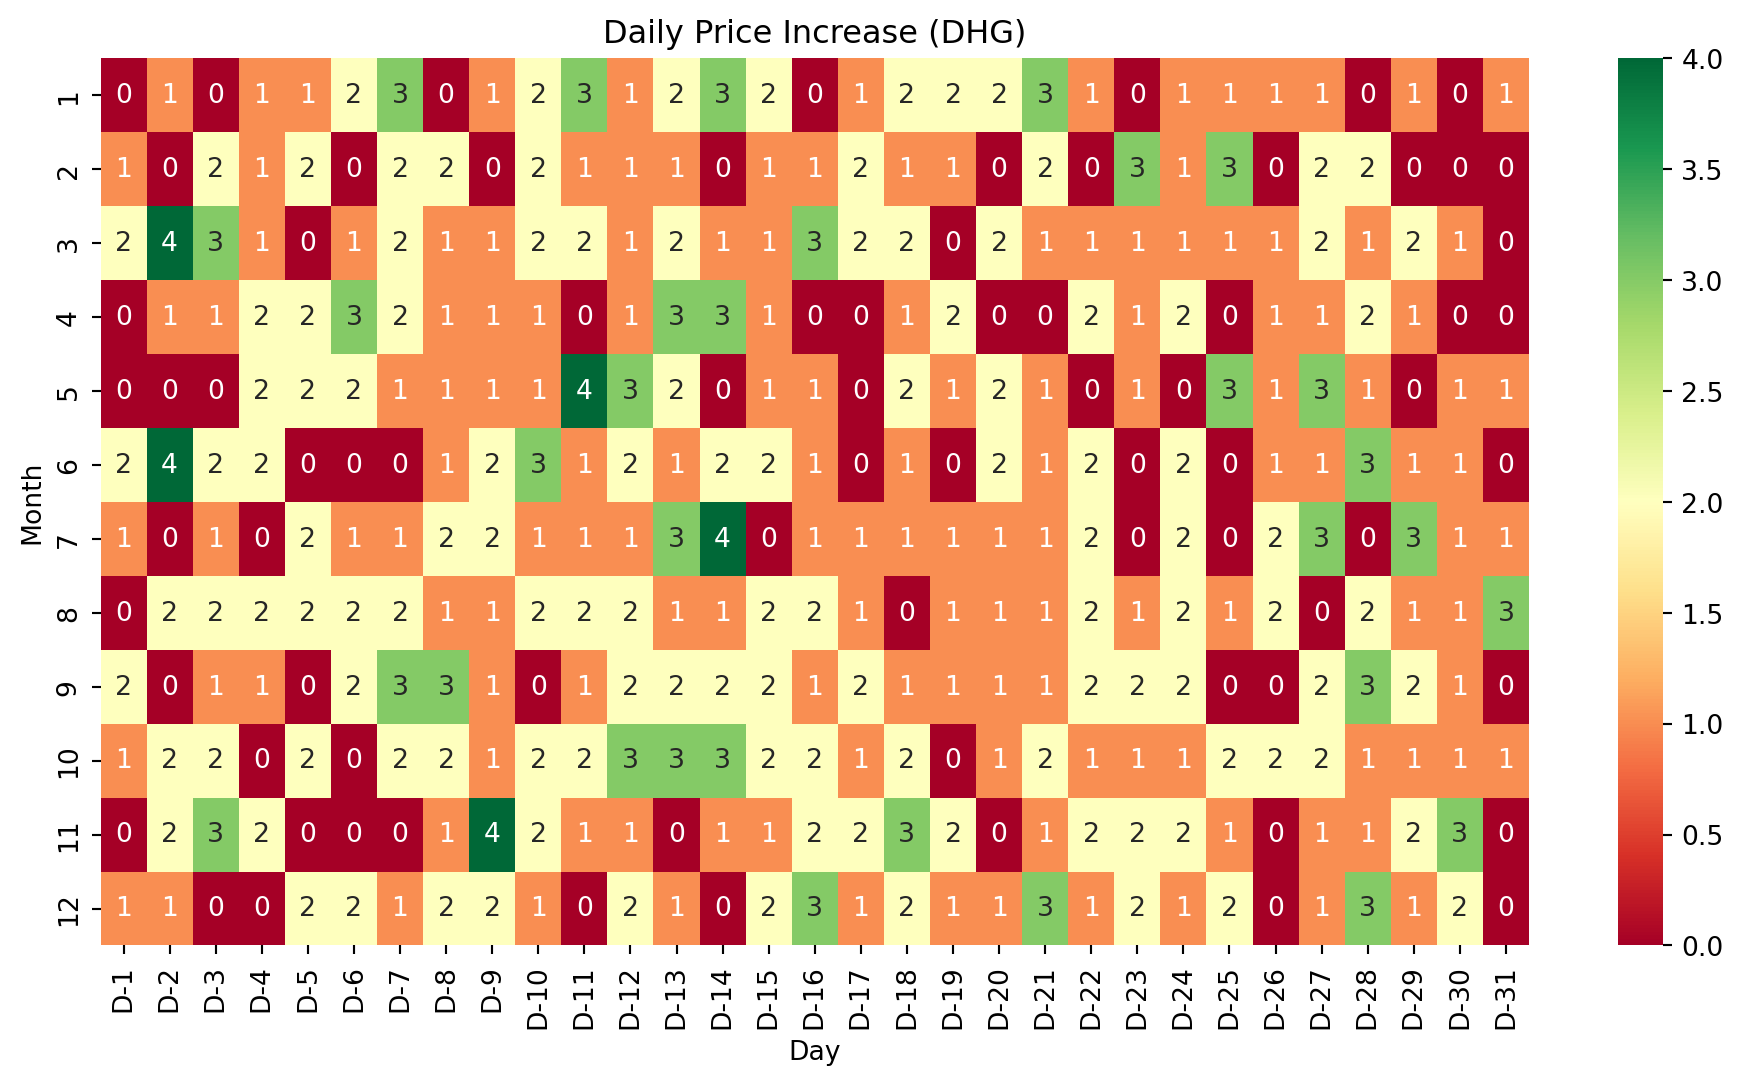 Daily Price Increase (DHG)
1 0 1 0 1 1 2 3 0 1 2 3 1 2 3 2 0 1 2 2 2 3 1 0 1 1 1 1 0 1 0 1
2 1 0 2 1 2 0 2 2 0 2 1 1 1 0 1 1 2 1 1 0 2 0 3 1 3 0 2 2 0 0 0
3 2 4 3 1 0 1 2 1 1 2 2 1 2 1 1 3 2 2 0 2 1 1 1 1 1 1 2 1 2 1 0
4 0 1 1 2 2 3 2 1 1 1 0 1 3 3 1 0 0 1 2 0 0 2 1 2 0 1 1 2 1 0 0
5 0 0 0 2 2 2 1 1 1 1 4 3 2 0 1 1 0 2 1 2 1 0 1 0 3 1 3 1 0 1 1
6 2 4 2 2 0 0 0 1 2 3 1 2 1 2 2 1 0 1 0 2 1 2 0 2 0 1 1 3 1 1 0
7 1 0 1 0 2 1 1 2 2 1 1 1 3 4 0 1 1 1 1 1 1 2 0 2 0 2 3 0 3 1 1
8 0 2 2 2 2 2 2 1 1 2 2 2 1 1 2 2 1 0 1 1 1 2 1 2 1 2 0 2 1 1 3
9 2 0 1 1 0 2 3 3 1 0 1 2 2 2 2 1 2 1 1 1 1 2 2 2 0 0 2 3 2 1 0
10 1 2 2 0 2 0 2 2 1 2 2 3 3 3 2 2 1 2 0 1 2 1 1 1 2 2 2 1 1 1 1
11 0 2 3 2 0 0 0 1 4 2 1 1 0 1 1 2 2 3 2 0 1 2 2 2 1 0 1 1 2 3 0
12 1 1 0 0 2 2 1 2 2 1 0 2 1 0 2 3 1 2 1 1 3 1 2 1 2 0 1 3 1 2 0
Month
D-1 D-2 D-3 D-4 D-5 D-6 D-7 D-8 D-9 D-10 D-11 D-12 D-13 D-14 D-15 D-16 D-17 D-18 D-19 D-20 D-21 D-22 D-23 D-24 D-25 D-26 D-27 D-28 D-29 D-30 D-31
Day
4.0
3.5
3.0
2.5
2.0
1.5
1.0
0.5
0.0